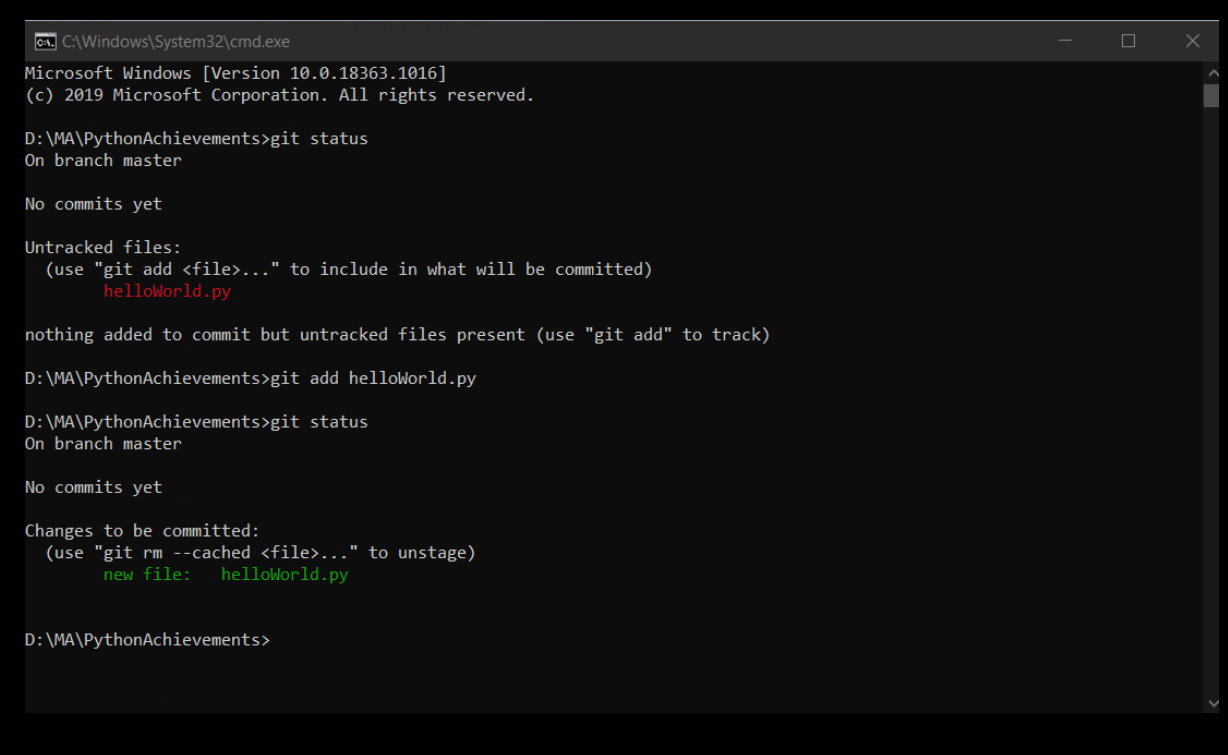 C:\Windows\System32\cmd.exe
Microsoft Windows [Version 10.0.18363.1016]
(c) 2019 Microsoft Corporation. All rights reserved.
D:\MA\PythonAchievements>git status
On branch master
No commits yet
Untracked files:
  (use "git add <file>..." to include in what will be committed)
        helloWorld.py
nothing added to commit but untracked files present (use "git add" to track)
D:\MA\PythonAchievements>git add helloWorld.py
D:\MA\PythonAchievements>git status
On branch master
No commits yet
Changes to be committed:
  (use "git rm --cached <file>..." to unstage)
        new file:   helloWorld.py
D:\MA\PythonAchievements>